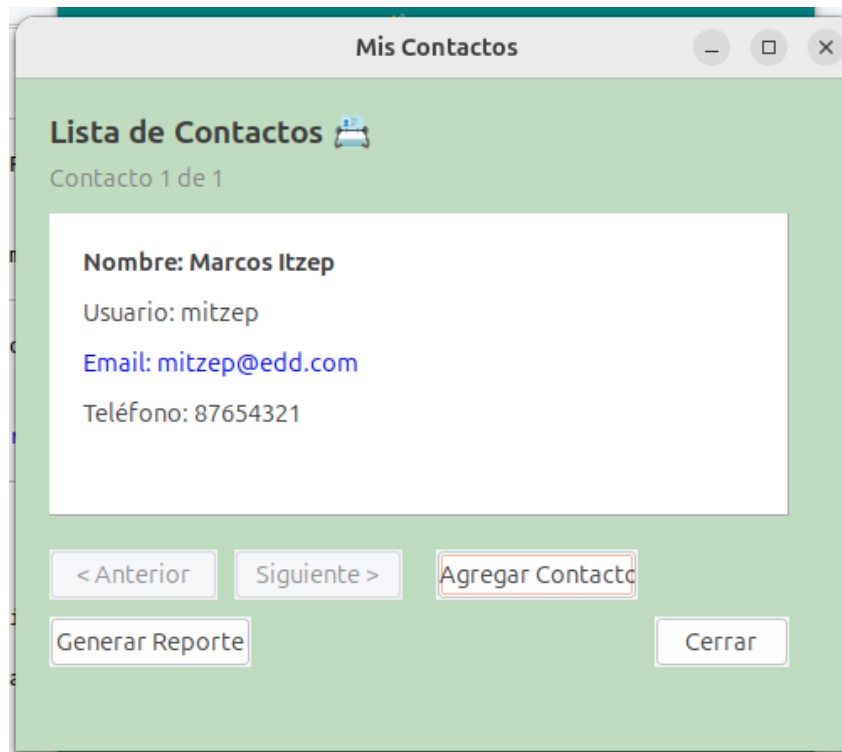 Mis Contactos
Lista de Contactos
Contacto 1 de 1
Nombre: Marcos Itzep
Usuario: mitzep
Email: mitzep@edd.com
Teléfono: 87654321
< Anterior Siguiente > Agregar Contacto
Generar Reporte Cerrar